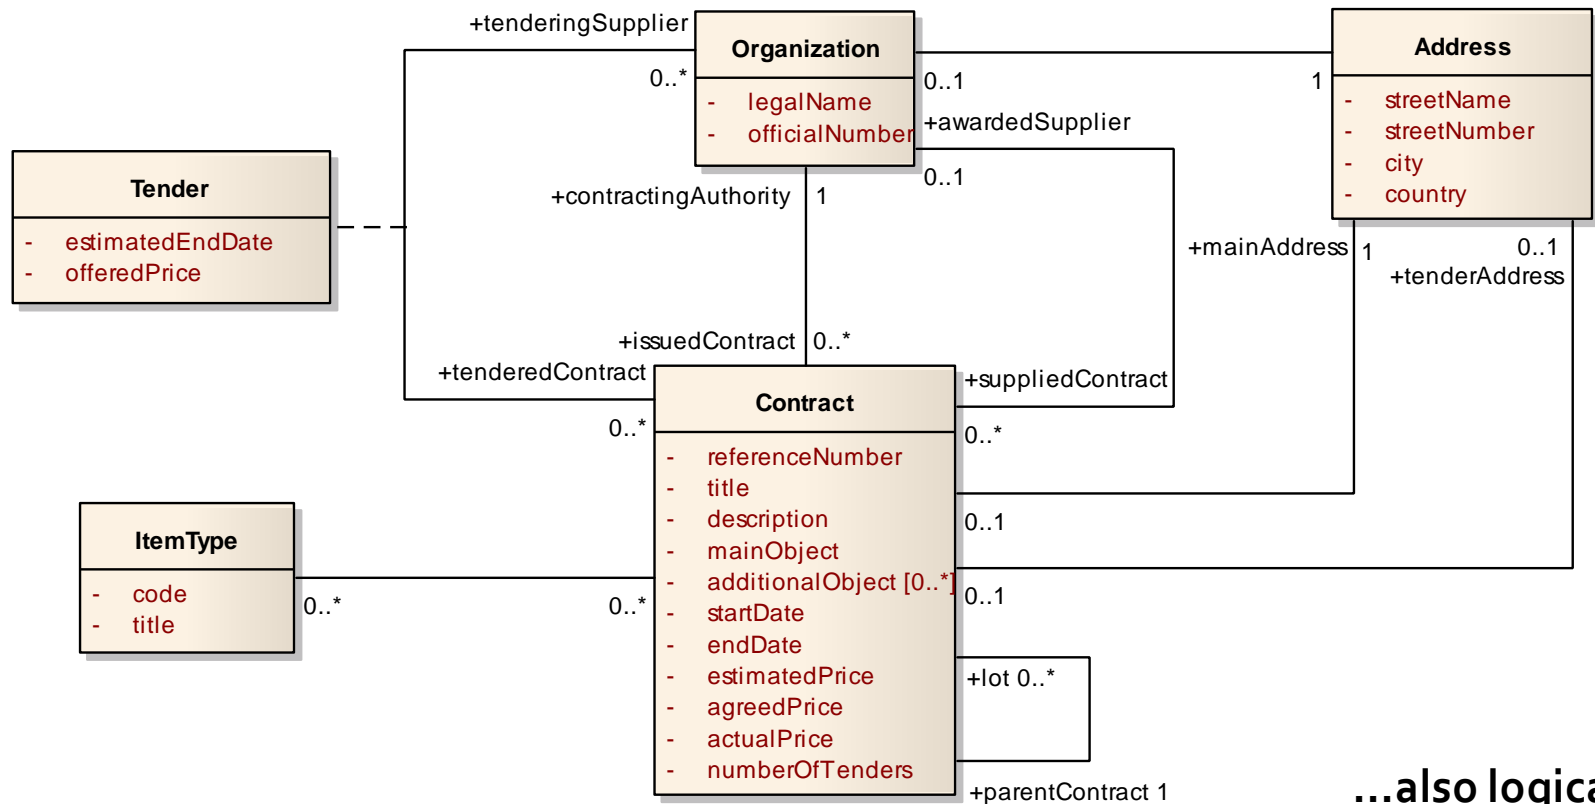 +tenderingSupplier
0..*
Organization
- legalName
- officialNumber
0..1
1
Address
- streetName
- streetNumber
- city
- country
+awardedSupplier
0..1
Tender
- estimatedEndDate
- offeredPrice
+contractingAuthority 1
+mainAddress 1
0..1
+tenderAddress
+issuedContract 0..*
+tenderedContract
0..*
+suppliedContract
0..*
Contract
- referenceNumber
- title
- description
- mainObject
- additionalObject [0..*]
- startDate
- endDate
- estimatedPrice
- agreedPrice
- actualPrice
- numberOfTenders
0..1
0..1
ItemType
- code
- title
0..*
0..*
+lot 0..*
+parentContract 1
...also logica